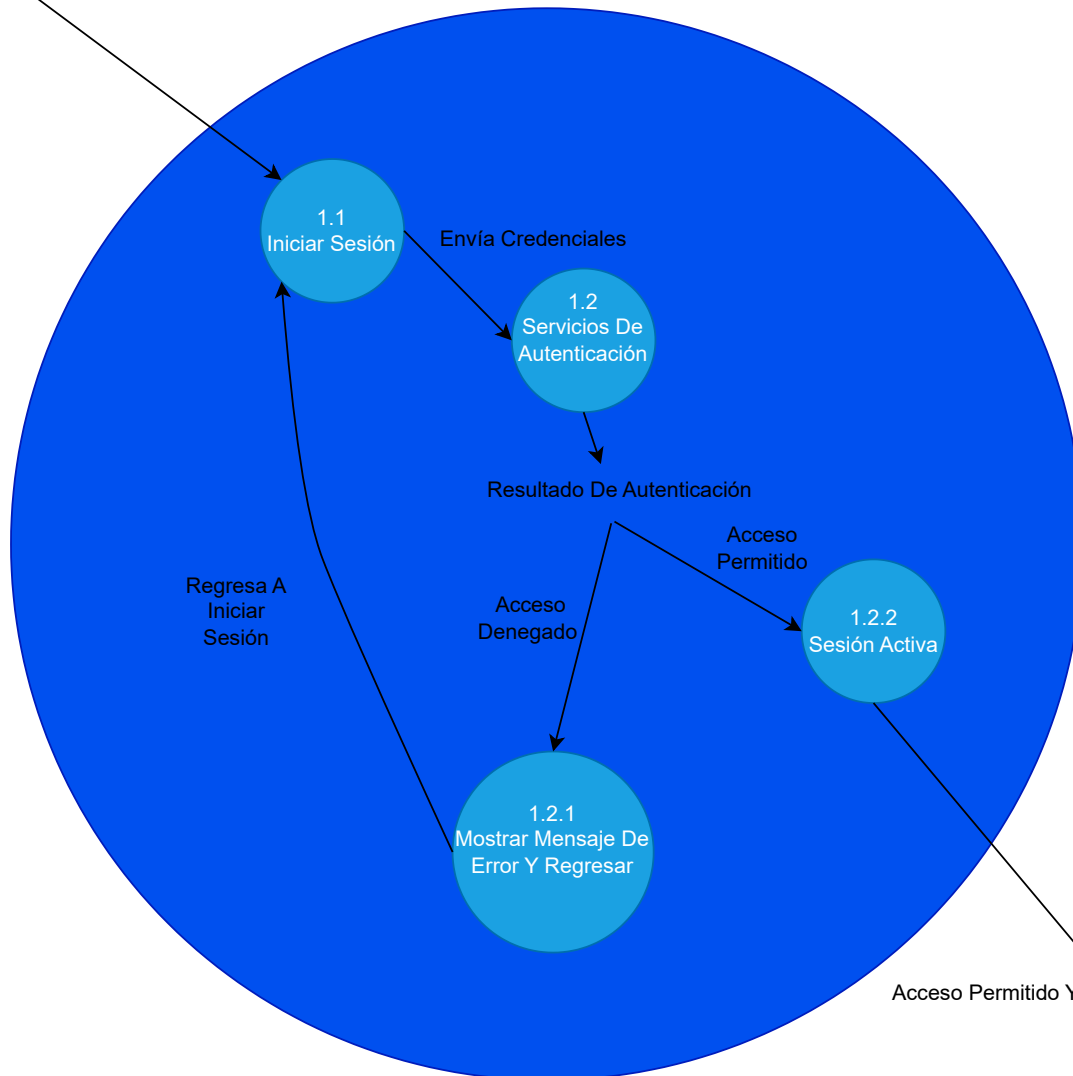 1.1
Iniciar Sesión
Envía Credenciales
1.2
Servicios De
Autenticación
Resultado De Autenticación
Acceso
Permitido
Regresa A
Iniciar
Sesión
Acceso
Denegado
1.2.2
Sesión Activa
1.2.1
Mostrar Mensaje De
Error Y Regresar
Acceso Permitido Y